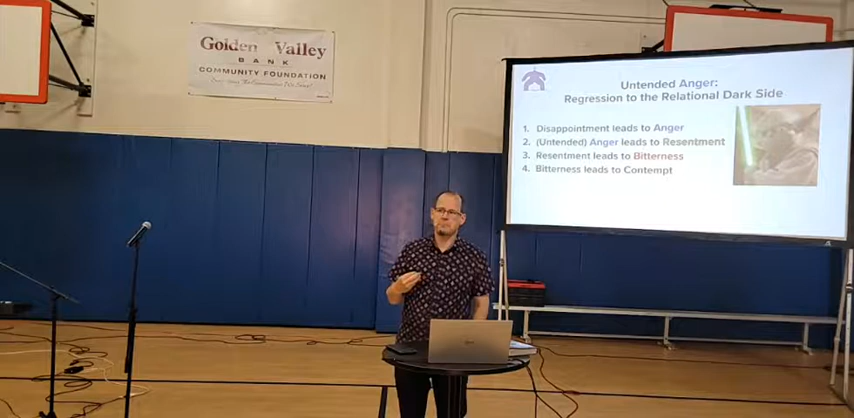 Golden Valley
BANK
COMMUNITY FOUNDATION
Untended Anger:
Regression to the Relational Dark Side
1. Disappointment leads to Anger
2. (Untended) Anger leads to Resentment
3. Resentment leads to Bitterness
4. Bitterness leads to Contempt